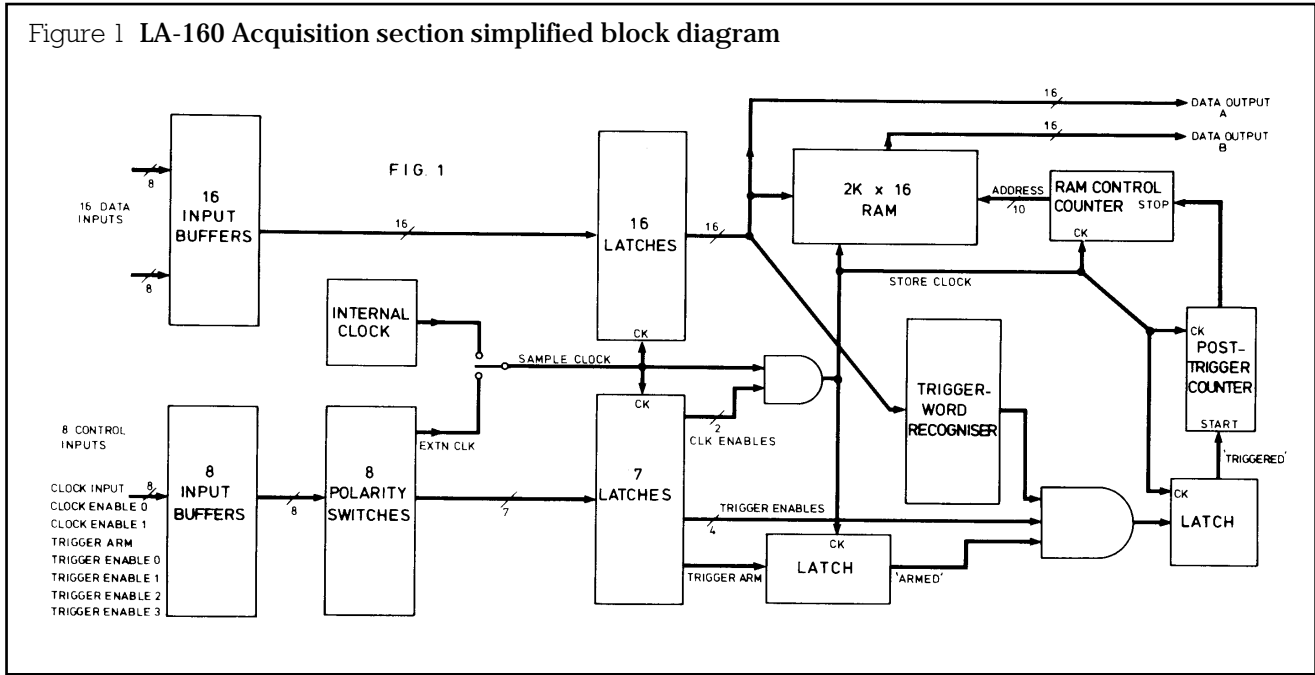 Figure 1 LA-160 Acquisition section simplified block diagram
FIG. 1
16
DATA OUTPUT
A
16
DATA OUTPUT
B
8
16 DATA
INPUTS
8
16
INPUT
BUFFERS
16
16
LATCHES
CK
16
2K x 16
RAM
ADDRESS
10
RAM CONTROL
COUNTER
STOP
CK
STORE CLOCK
INTERNAL
CLOCK
SAMPLE CLOCK
EXTN CLK
8 CONTROL
INPUTS
CLOCK INPUT
CLOCK ENABLE 0
CLOCK ENABLE 1
TRIGGER ARM
TRIGGER ENABLE 0
TRIGGER ENABLE 1
TRIGGER ENABLE 2
TRIGGER ENABLE 3
8
8
INPUT
BUFFERS
8
8
POLARITY
SWITCHES
7
CK
7
LATCHES
2
CLK ENABLES
TRIGGER ENABLES
4
TRIGGER ARM
CK
LATCH
'ARMED'
TRIGGER-
WORD
RECOGNISER
CK
POST-
TRIGGER
COUNTER
START
'TRIGGERED'
CK
LATCH